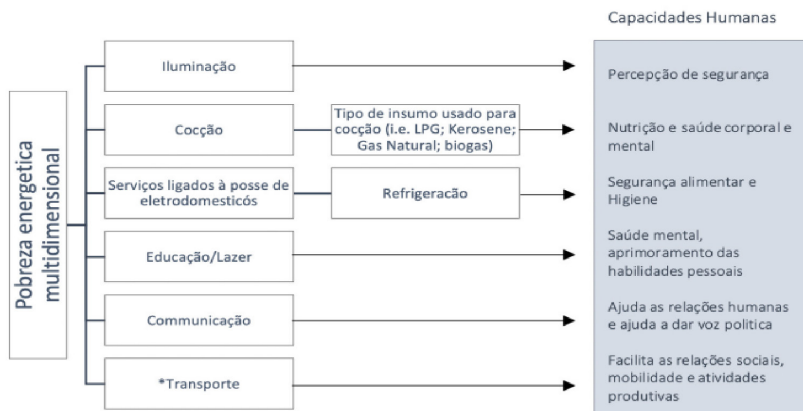 Capacidades Humanas
Pobreza energetica
multidimensional
Iluminação
Percepção de segurança
Cocção
Tipo de insumo usado para
cocção (i.e. LPG; Kerosene;
Gas Natural; biogas)
Nutrição e saúde corporal e
mental
Serviços ligados à posse de
eletrodomesticós
Refrigeracão
Segurança alimentar e
Higiene
Educação/Lazer
Saúde mental,
aprimoramento das
habilidades pessoais
Communicação
Ajuda as relações humanas
e ajuda a dar voz politica
*Transporte
Facilita as relações sociais,
mobilidade e atividades
produtivas